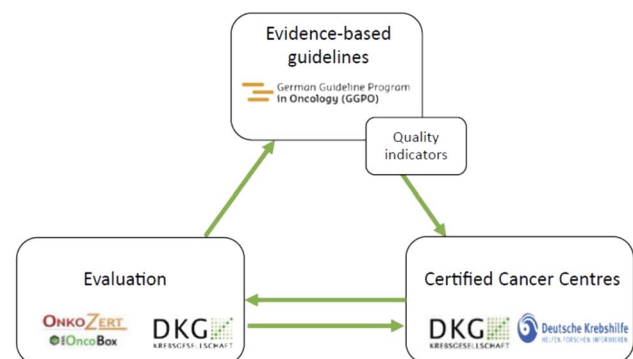 Evidence-based
guidelines
German Guideline Program
in Oncology (GGPO)
Quality
indicators
Evaluation
ONKOZERT
OncoBox
DKG
KREBSGESELLSCHAFT
Certified Cancer Centres
DKG
KREBSGESELLSCHAFT
Deutsche Krebshilfe
HELFEN. FORSCHEN. INFORMIEREN.